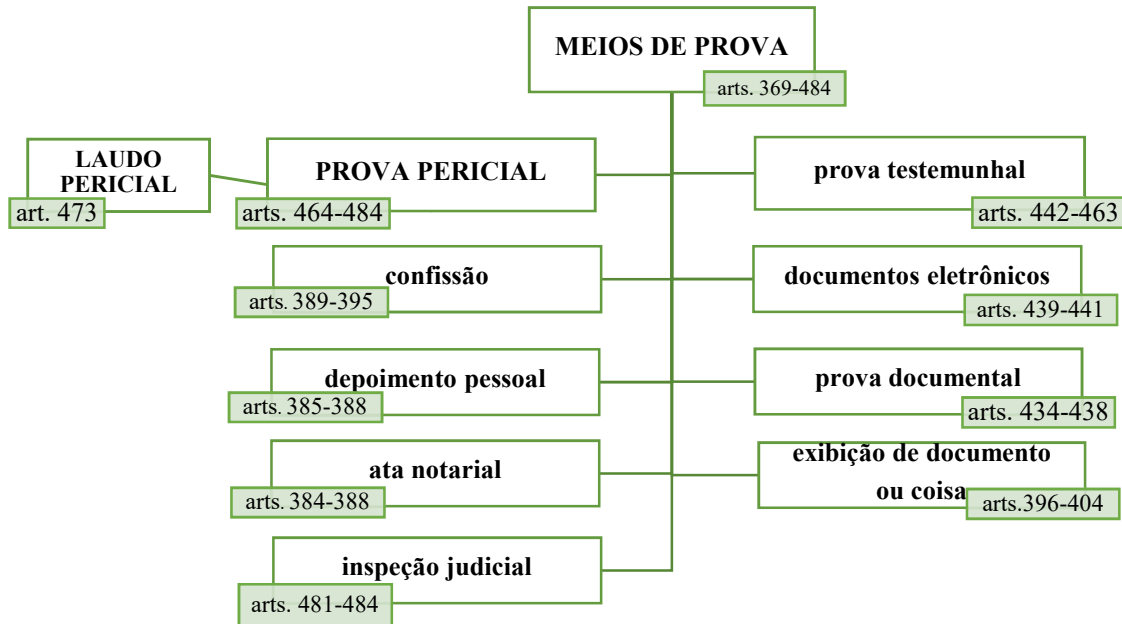 MEIOS DE PROVA
arts. 369-484
LAUDO
PERICIAL
art. 473
PROVA PERICIAL
arts. 464-484
prova testemunhal
arts. 442-463
confissão
arts. 389-395
documentos eletrônicos
arts. 439-441
depoimento pessoal
arts. 385-388
prova documental
arts. 434-438
ata notarial
arts. 384-388
exibição de documento
ou coisa
arts.396-404
inspeção judicial
arts. 481-484